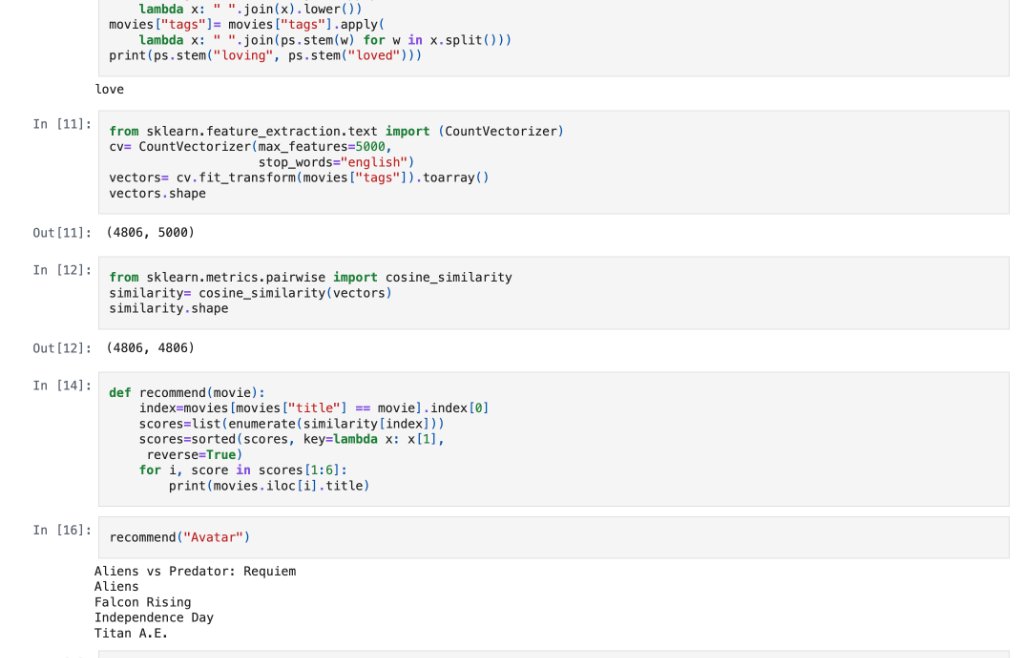 lambda x: " ".join(x).lower())
movies["tags"]= movies["tags"].apply(
    lambda x: " ".join(ps.stem(w) for w in x.split()))
print(ps.stem("loving", ps.stem("loved")))
love
In [11]:
from sklearn.feature_extraction.text import (CountVectorizer)
cv= CountVectorizer(max_features=5000,
                    stop_words="english")
vectors= cv.fit_transform(movies["tags"]).toarray()
vectors.shape
Out[11]: (4806, 5000)
In [12]:
from sklearn.metrics.pairwise import cosine_similarity
similarity= cosine_similarity(vectors)
similarity.shape
Out[12]: (4806, 4806)
In [14]:
def recommend(movie):
    index=movies[movies["title"] == movie].index[0]
    scores=list(enumerate(similarity[index]))
    scores=sorted(scores, key=lambda x: x[1],
     reverse=True)
    for i, score in scores[1:6]:
        print(movies.iloc[i].title)
In [16]:
recommend("Avatar")
Aliens vs Predator: Requiem
Aliens
Falcon Rising
Independence Day
Titan A.E.